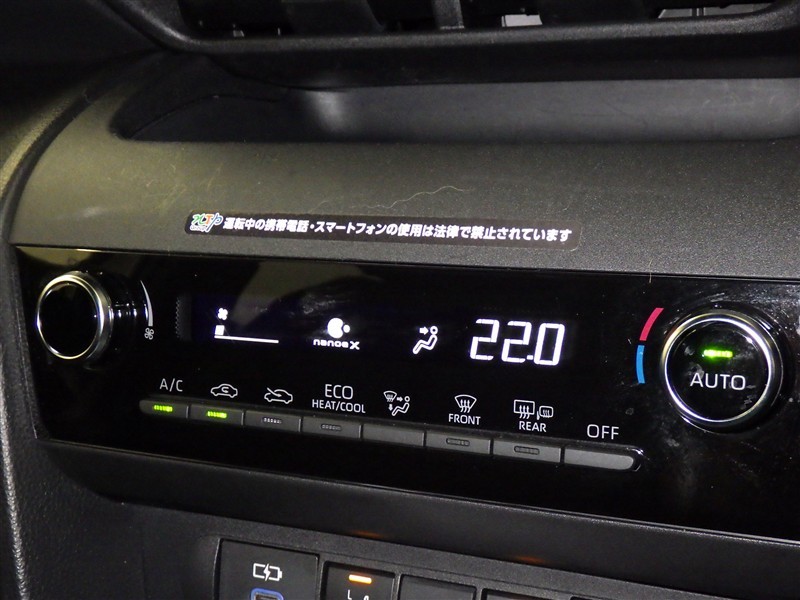 運転中の携帯電話・スマートフォンの使用は法律で禁止されています
nanoe X
22.0
AUTO
A/C
ECO
HEAT/COOL
FRONT
REAR
OFF